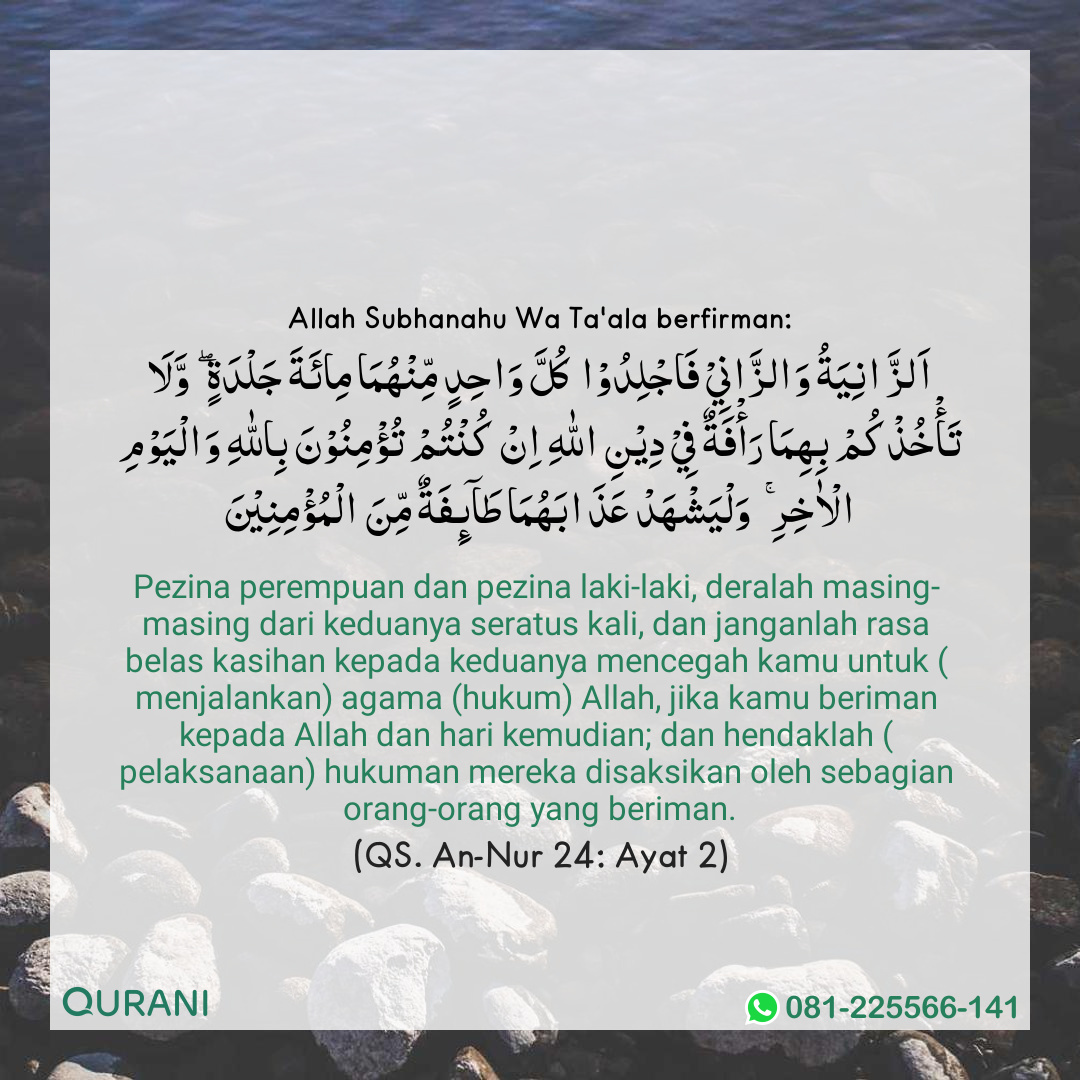 Allah Subhanahu Wa Ta'ala berfirman:
اَلزَّانِيَةُ وَالزَّانِيْ فَاجْلِدُوْا كُلَّ وَاحِدٍ مِّنْهُمَا مِائَةَ جَلْدَةٍ ۖ وَّلَا
تَأْخُذْكُمْ بِهِمَا رَأْفَةٌ فِيْ دِيْنِ اللّٰهِ اِنْ كُنْتُمْ تُؤْمِنُوْنَ بِاللّٰهِ وَالْيَوْمِ
الْاٰخِرِ ۚ وَلْيَشْهَدْ عَذَابَهُمَا طَآئِفَةٌ مِّنَ الْمُؤْمِنِيْنَ
Pezina perempuan dan pezina laki-laki, deralah masing-
masing dari keduanya seratus kali, dan janganlah rasa
belas kasihan kepada keduanya mencegah kamu untuk (
menjalankan) agama (hukum) Allah, jika kamu beriman
kepada Allah dan hari kemudian; dan hendaklah (
pelaksanaan) hukuman mereka disaksikan oleh sebagian
orang-orang yang beriman.
(QS. An-Nur 24: Ayat 2)
QURANI
081-225566-141